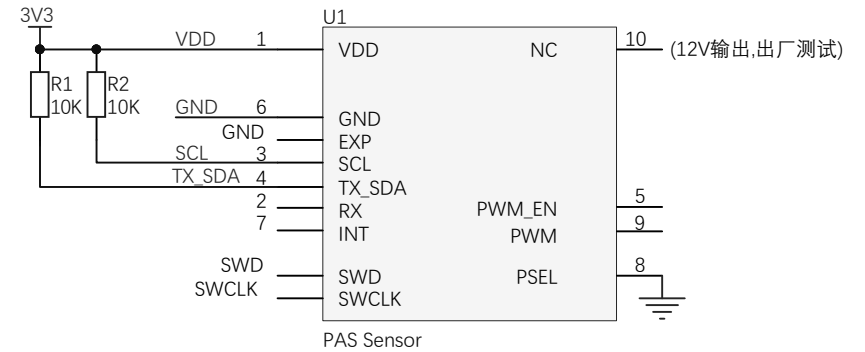 3V3
U1
VDD 1 VDD NC 10 (12V输出,出厂测试)
R1 R2
10K 10K
GND 6 GND
GND EXP
SCL 3 SCL
TX_SDA 4 TX_SDA
2 RX PWM_EN 5
7 INT PWM 9
SWD SWD PSEL 8
SWCLK SWCLK
PAS Sensor